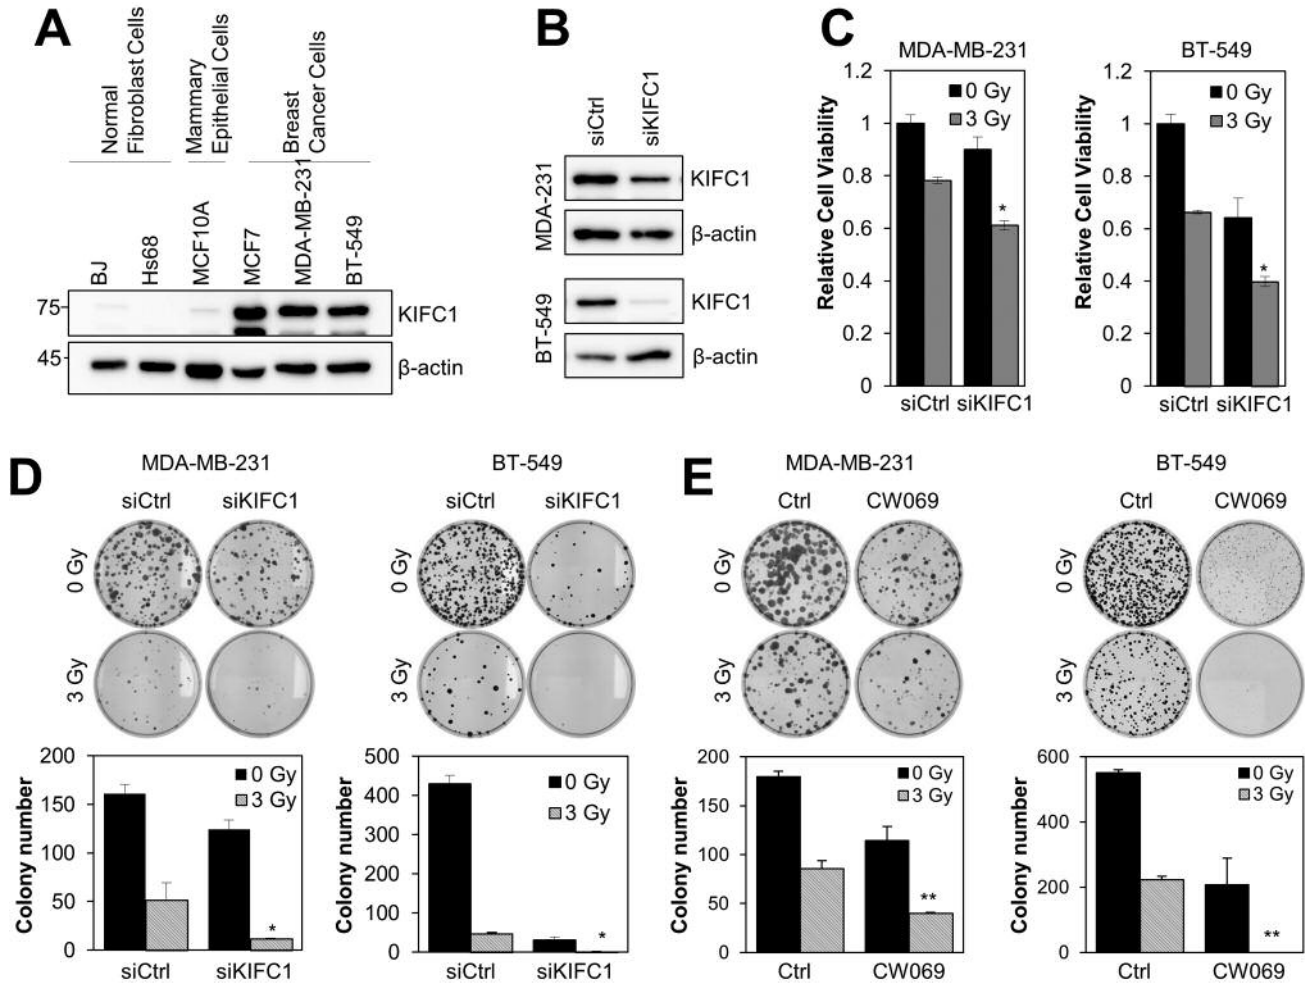 A
Normal
Fibroblast Cells
Mammary
Epithelial Cells
Breast
Cancer Cells
BJ
Hs68
MCF10A
MCF7
MDA-MB-231
BT-549
75
KIFC1
45
β-actin
B
siCtrl
siKIFC1
MDA-231
KIFC1
β-actin
BT-549
KIFC1
β-actin
C
MDA-MB-231
Relative Cell Viability
1.2
1
0.8
0.6
0.4
0.2
0
0 Gy
3 Gy
*
siCtrl siKIFC1
BT-549
Relative Cell Viability
1.2
1
0.8
0.6
0.4
0.2
0
0 Gy
3 Gy
*
siCtrl siKIFC1
D
MDA-MB-231
siCtrl siKIFC1
0 Gy
3 Gy
Colony number
200
150
100
50
0
0 Gy
3 Gy
*
siCtrl siKIFC1
BT-549
siCtrl siKIFC1
0 Gy
3 Gy
Colony number
500
400
300
200
100
0
0 Gy
3 Gy
*
siCtrl siKIFC1
E
MDA-MB-231
Ctrl CW069
0 Gy
3 Gy
Colony number
200
150
100
50
0
0 Gy
3 Gy
**
Ctrl CW069
BT-549
Ctrl CW069
0 Gy
3 Gy
Colony number
600
400
200
0
0 Gy
3 Gy
**
Ctrl CW069